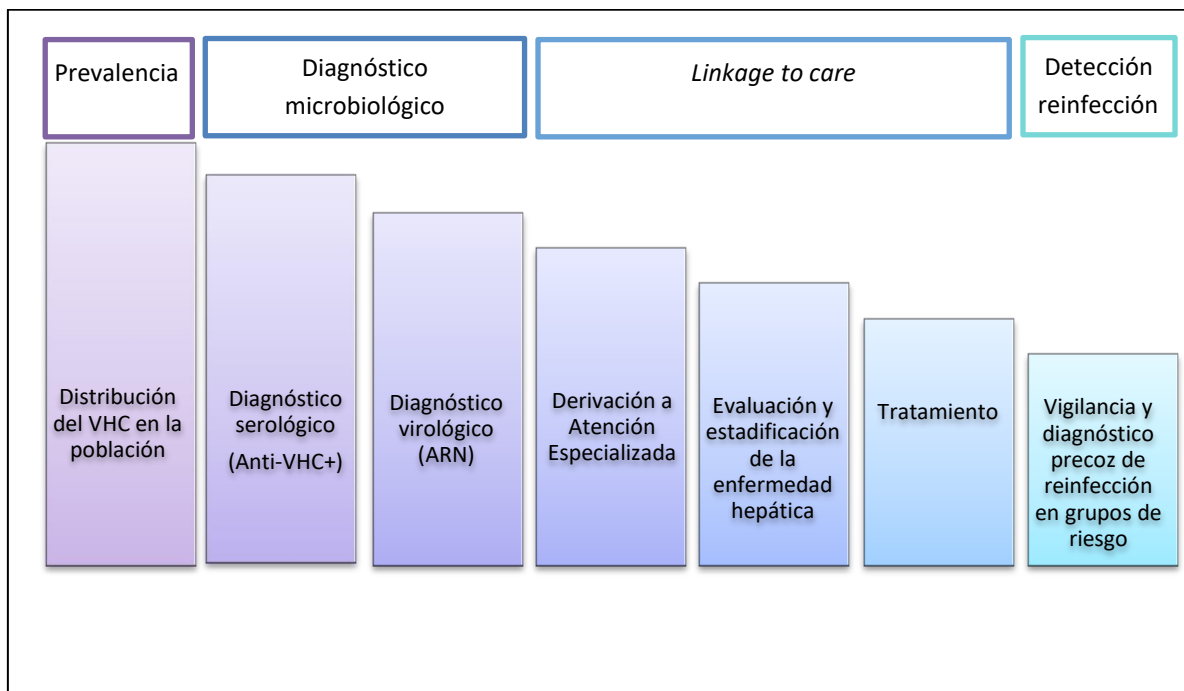 Prevalencia
Diagnóstico
microbiológico
Linkage to care
Detección
reinfección
Distribución
del VHC en la
población
Diagnóstico
serológico
(Anti-VHC+)
Diagnóstico
virológico
(ARN)
Derivación a
Atención
Especializada
Evaluación y
estadificación
de la
enfermedad
hepática
Tratamiento
Vigilancia y
diagnóstico
precoz de
reinfección
en grupos de
riesgo